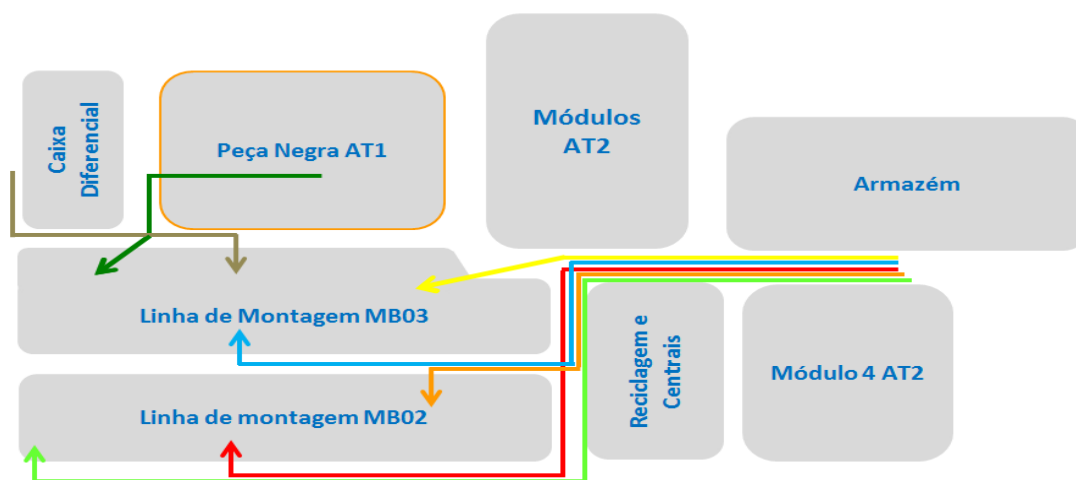 Caixa
Diferencial
Peça Negra AT1
Módulos
AT2
Armazém
Linha de Montagem MB03
Linha de montagem MB02
Reciclagem e
Centrais
Módulo 4 AT2